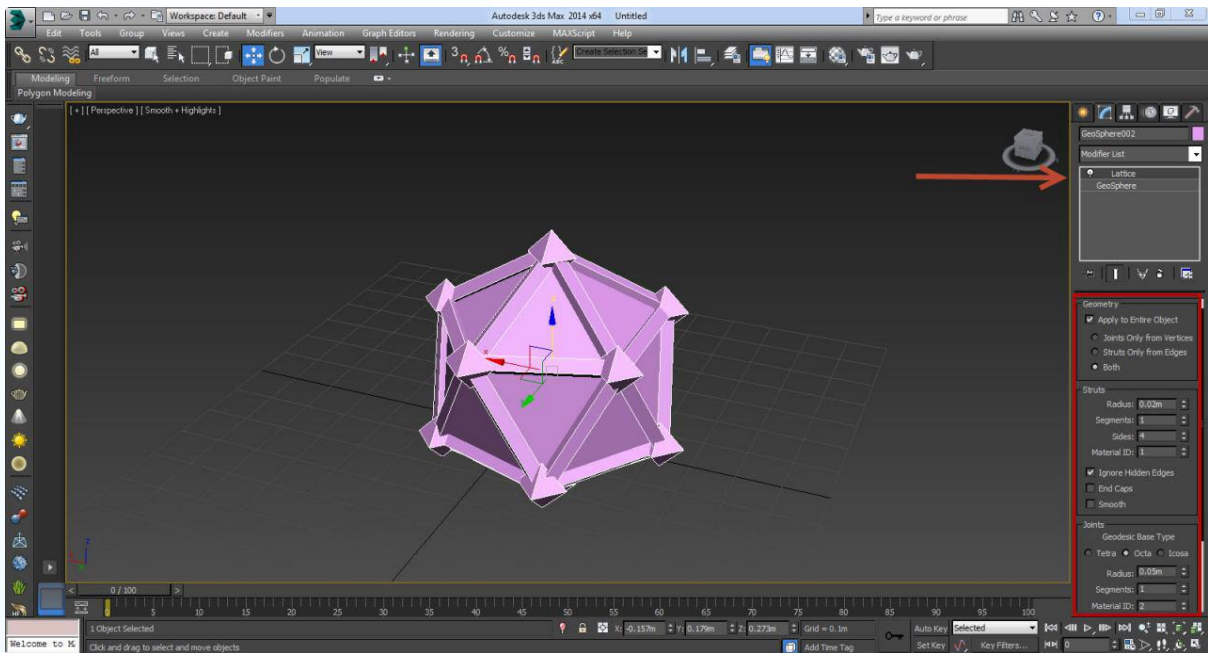 Workspace: Default
Autodesk 3ds Max 2014 x64 Untitled
Type a keyword or phrase
Edit Tools Group Views Create Modifiers Animation Graph Editors Rendering Customize MAXScript Help
All
View
Create Selection Se
Modeling Freeform Selection Object Paint Populate
Polygon Modeling
[ + ] [ Perspective ] [ Smooth + Highlights ]
GeoSphere002
Modifier List
Lattice
GeoSphere
Geometry
Apply to Entire Object
Joints Only from Vertices
Struts Only from Edges
Both
Struts
Radius: 0.02m
Segments: 1
Sides: 4
Material ID: 1
Ignore Hidden Edges
End Caps
Smooth
Joints
Geodesic Base Type
Tetra Octa Icosa
Radius: 0.05m
Segments: 1
Material ID: 2
x
z
z
< 0 / 100 >
0 5 10 15 20 25 30 35 40 45 50 55 60 65 70 75 80 85 90 95 100
1 Object Selected
X: -0.157m Y: 0.179m Z: 0.273m Grid = 0.1m
Auto Key Selected
Welcome to M
Click and drag to select and move objects
Add Time Tag
Set Key Key Filters... 0